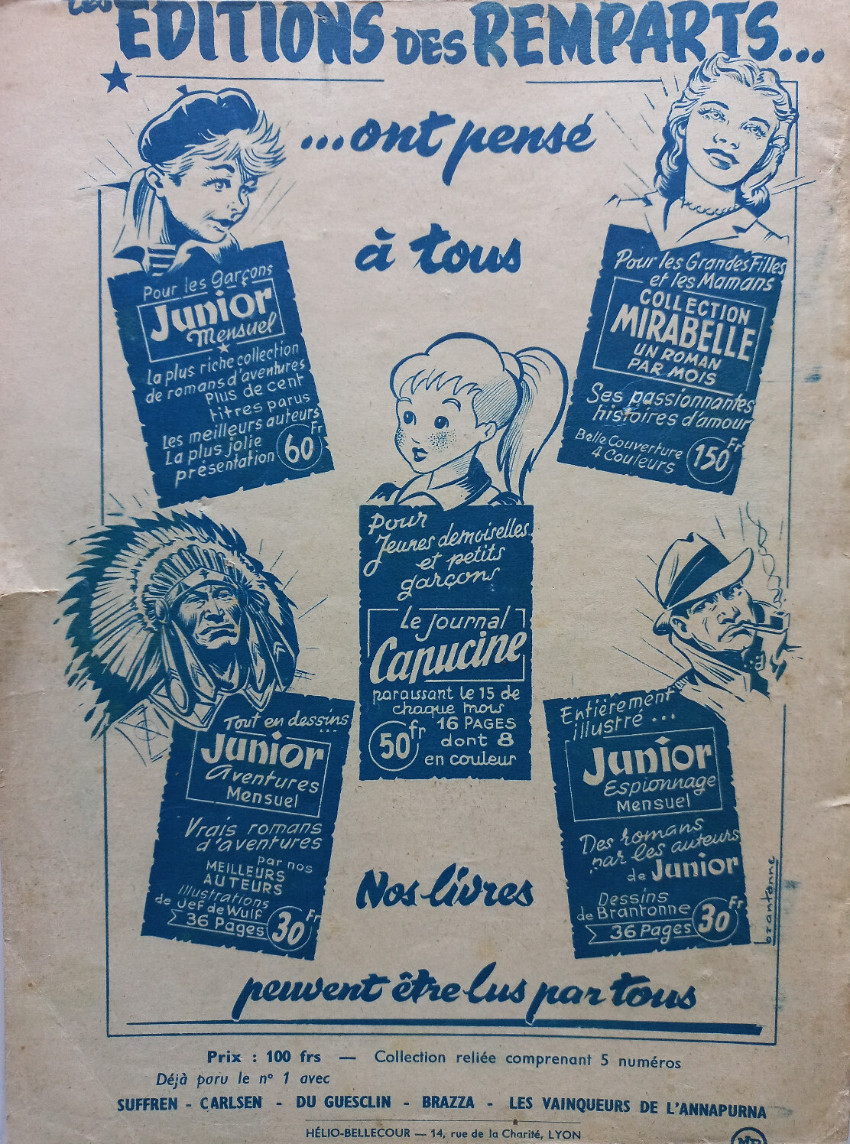 Les EDITIONS DES REMPARTS...
...ont pensé
à tous
Pour les Garçons
Junior
Mensuel
La plus riche collection
de romans d'aventures
Plus de cent
titres parus
Les meilleurs auteurs
La plus jolie
présentation 60 Fr
Pour les Grandes Filles
et les Mamans
COLLECTION
MIRABELLE
UN ROMAN
PAR MOIS
Ses passionnantes
histoires d'amour
Belle Couverture
4 Couleurs 150 Fr
Pour
Jeunes demoiselles
et petits
garçons
Le Journal
Capucine
paraissant le 15 de
chaque mois
16 PAGES
50 fr dont 8
en couleur
Tout en dessins
...
Junior
Aventures
Mensuel
Vrais romans
d'aventures
par nos
MEILLEURS
AUTEURS
Illustrations
de Jef de Wulf
36 Pages 30 Fr
Entièrement
illustré...
Junior
Espionnage
Mensuel
Des romans
par les auteurs
de Junior
Dessins
de Brantonne
36 Pages 30 Fr
brantonne
Nos livres
peuvent être lus par tous
Prix : 100 frs — Collection reliée comprenant 5 numéros
Déjà paru le n° 1 avec
SUFFREN - CARLSEN - DU GUESCLIN - BRAZZA - LES VAINQUEURS DE L'ANNAPURNA
HÉLIO-BELLECOUR — 14, rue de la Charité, LYON